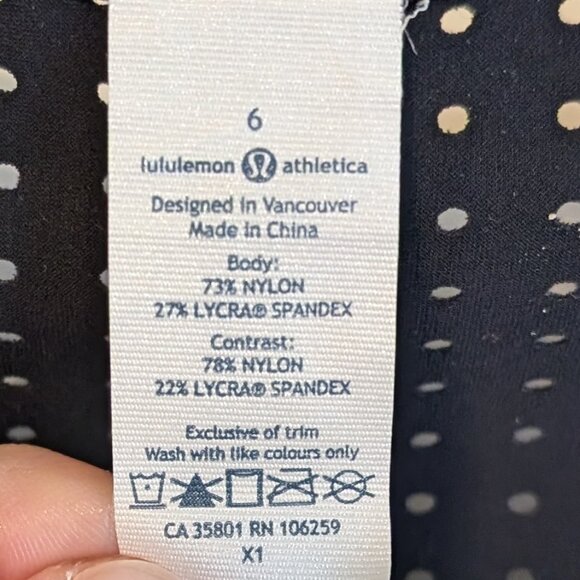 6
lululemon athletica
Designed in Vancouver
Made in China
Body:
73% NYLON
27% LYCRA® SPANDEX
Contrast:
78% NYLON
22% LYCRA® SPANDEX
Exclusive of trim
Wash with like colours only
CA 35801 RN 106259
X1